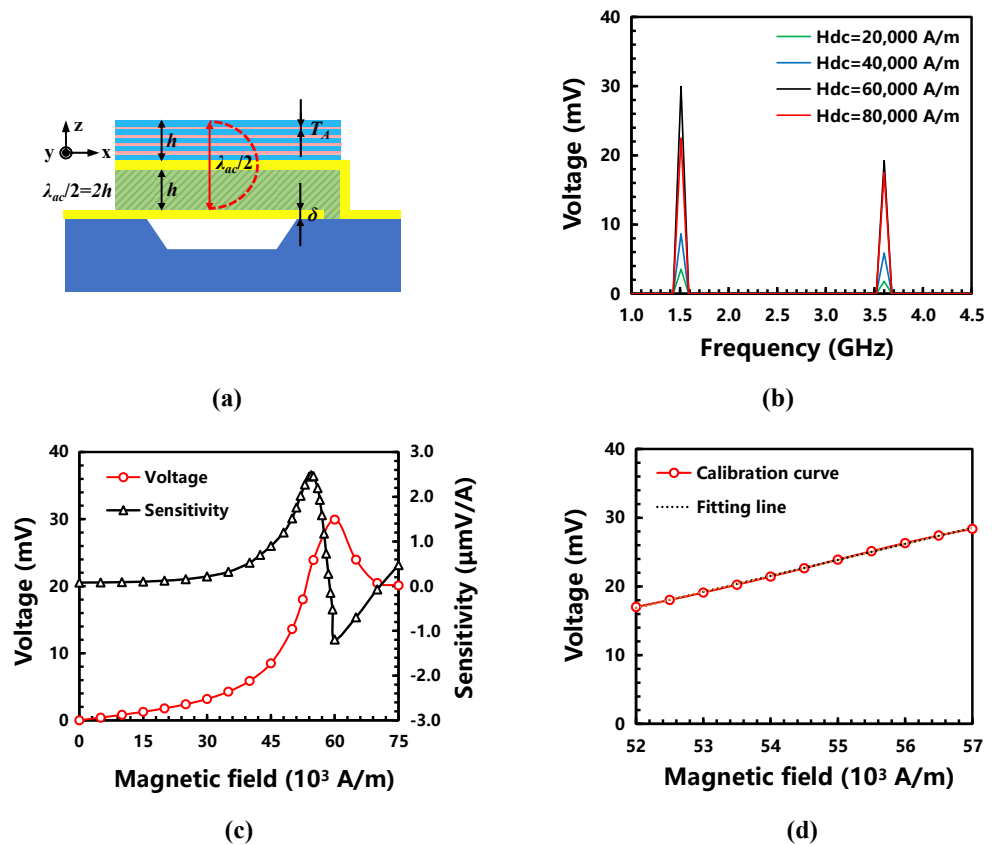 z
y
x
h
T_A
λ_ac/2
λ_ac/2=2h
h
δ
(a)
Voltage (mV)
40
30
20
10
0
Hdc=20,000 A/m
Hdc=40,000 A/m
Hdc=60,000 A/m
Hdc=80,000 A/m
1.0 1.5 2.0 2.5 3.0 3.5 4.0 4.5
Frequency (GHz)
(b)
Voltage (mV)
40
30
20
10
0
Voltage
Sensitivity
3.0
2.0
1.0
0.0
-1.0
-2.0
-3.0
Sensitivity (μmV/A)
0 15 30 45 60 75
Magnetic field (10³ A/m)
(c)
Voltage (mV)
40
30
20
10
0
Calibration curve
Fitting line
52 53 54 55 56 57
Magnetic field (10³ A/m)
(d)